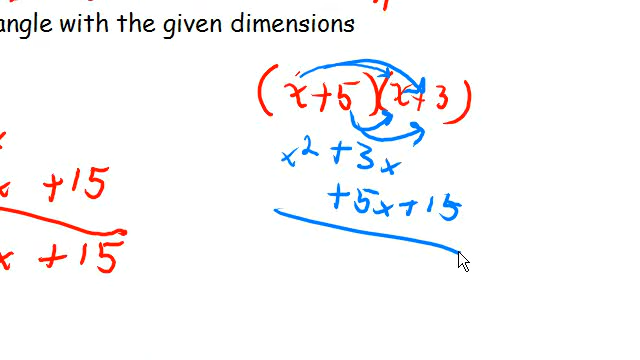 angle with the given dimensions
(x+5)(x+3)
x² + 3x
+ 5x + 15
x + 15
x + 15